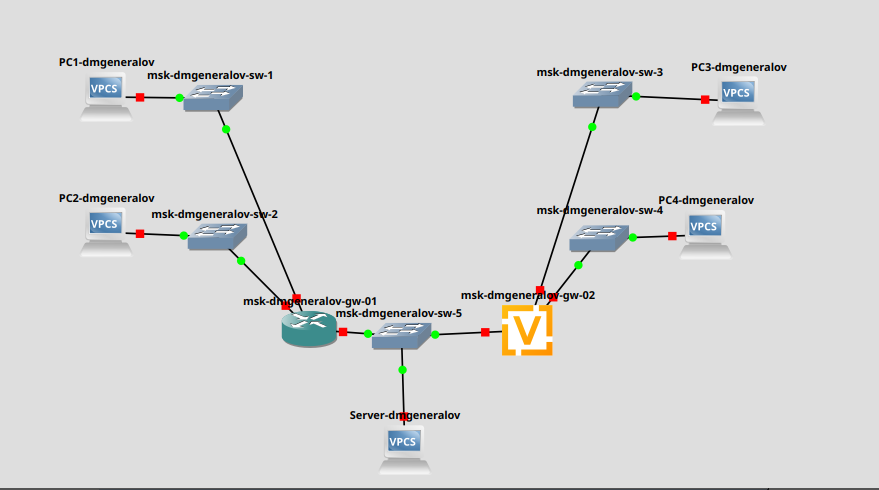 PC1-dmgeneralov
VPCS
msk-dmgeneralov-sw-1
msk-dmgeneralov-sw-3
PC3-dmgeneralov
VPCS
PC2-dmgeneralov
VPCS
msk-dmgeneralov-sw-2
msk-dmgeneralov-sw-4
PC4-dmgeneralov
VPCS
msk-dmgeneralov-gw-01
msk-dmgeneralov-sw-5
msk-dmgeneralov-gw-02
V
Server-dmgeneralov
VPCS